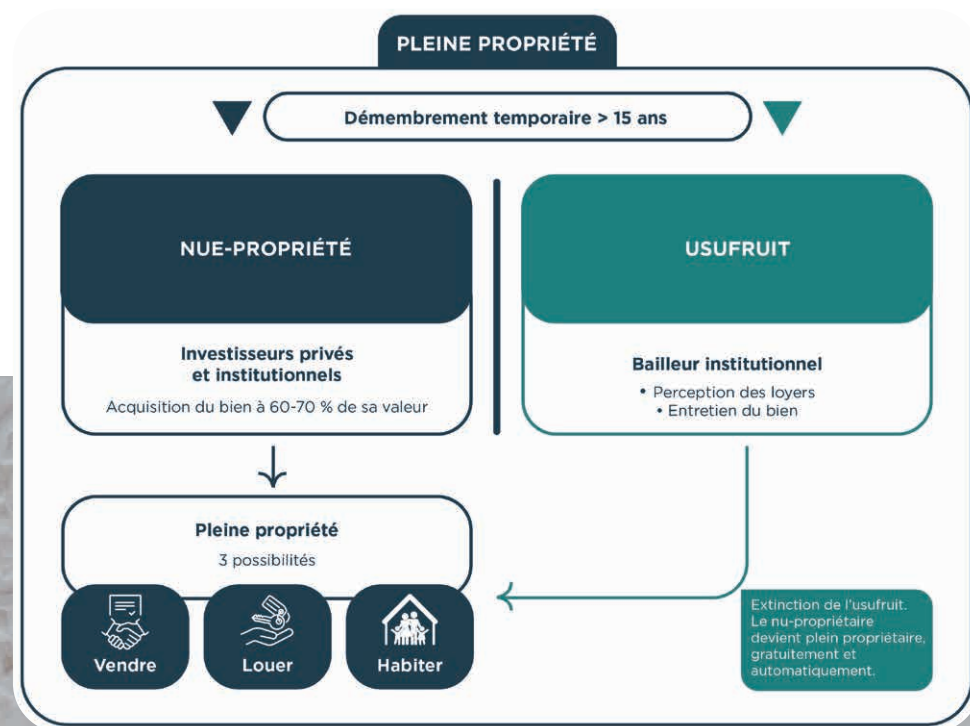 PLEINE PROPRIÉTÉ
Démembrement temporaire > 15 ans
NUE-PROPRIÉTÉ
Investisseurs privés
et institutionnels
Acquisition du bien à 60-70 % de sa valeur
USUFRUIT
Bailleur institutionnel
• Perception des loyers
• Entretien du bien
Pleine propriété
3 possibilités
Vendre
Louer
Habiter
Extinction de l'usufruit.
Le nu-propriétaire
devient plein propriétaire,
gratuitement et
automatiquement.